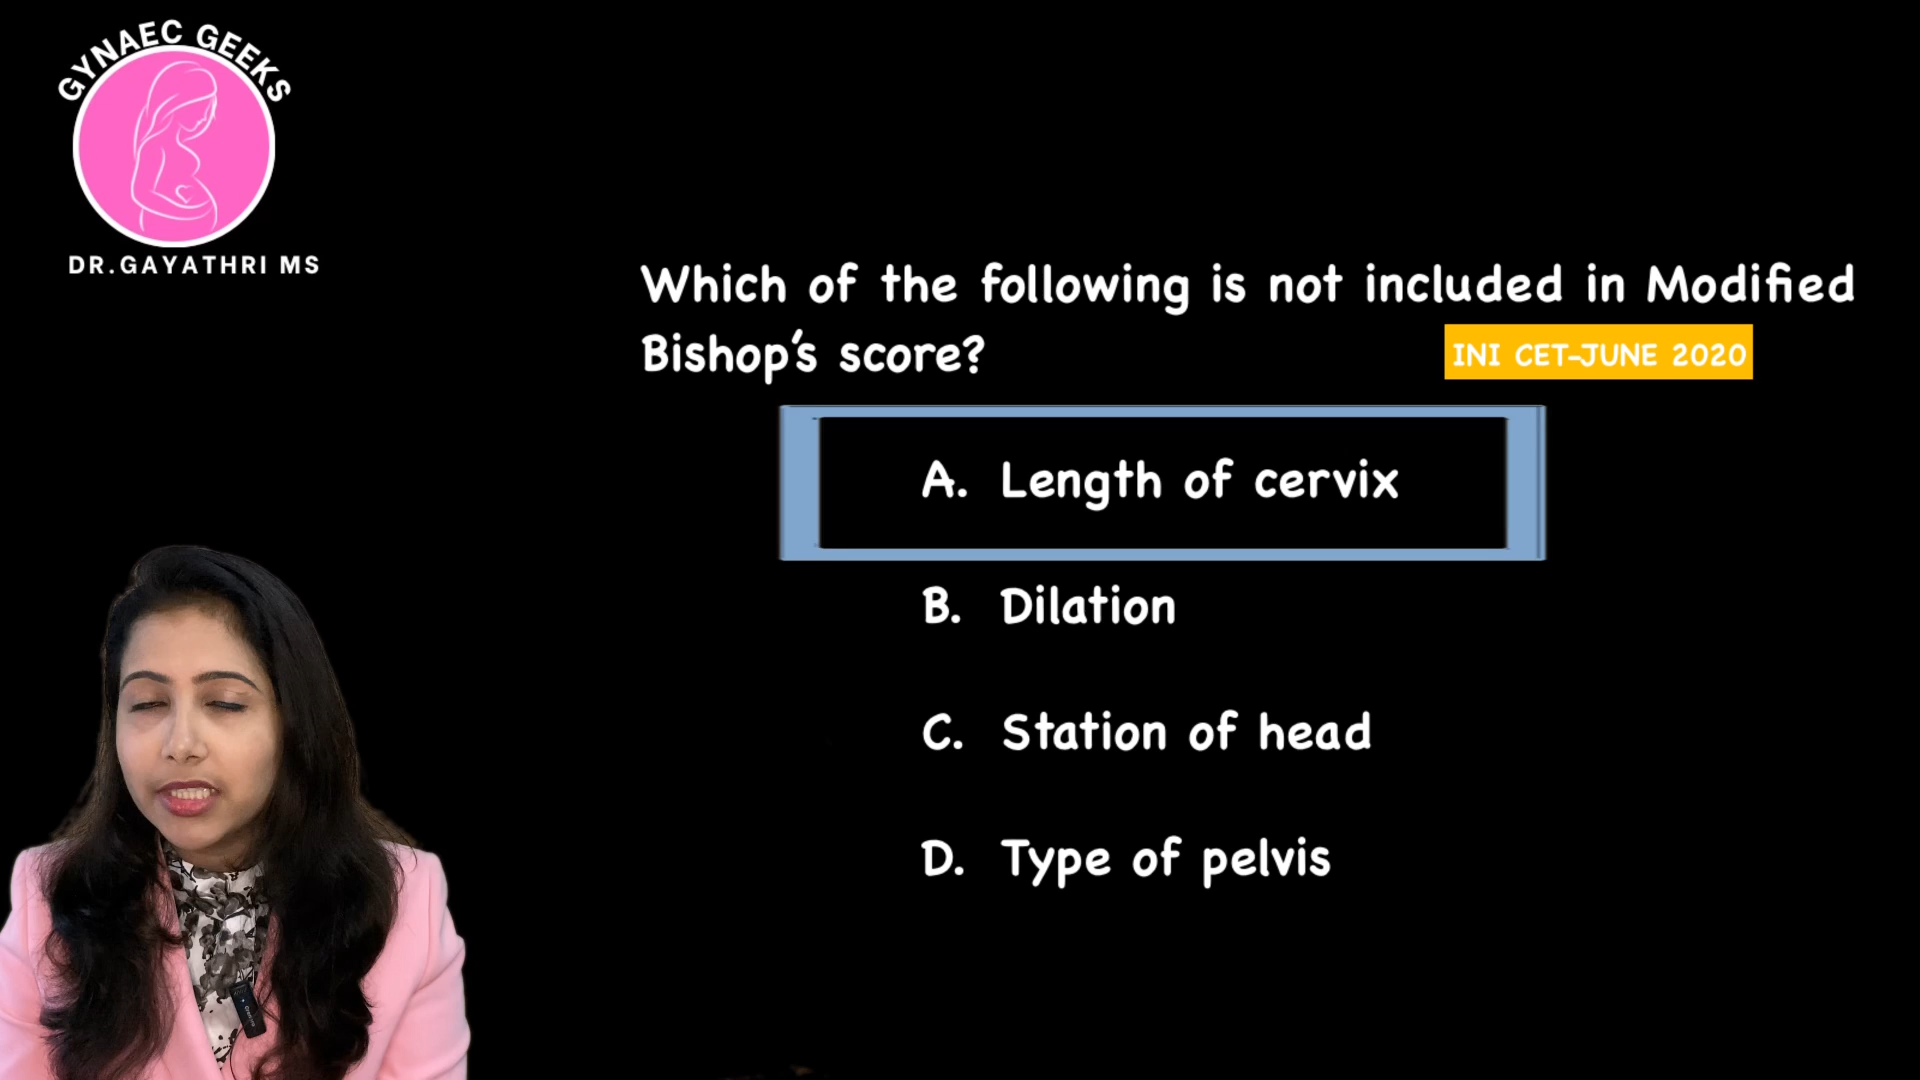 GYNAEC GEEKS
DR.GAYATHRI MS
Which of the following is not included in Modified
Bishop's score?
INI CET-JUNE 2020
A. Length of cervix
B. Dilation
C. Station of head
D. Type of pelvis